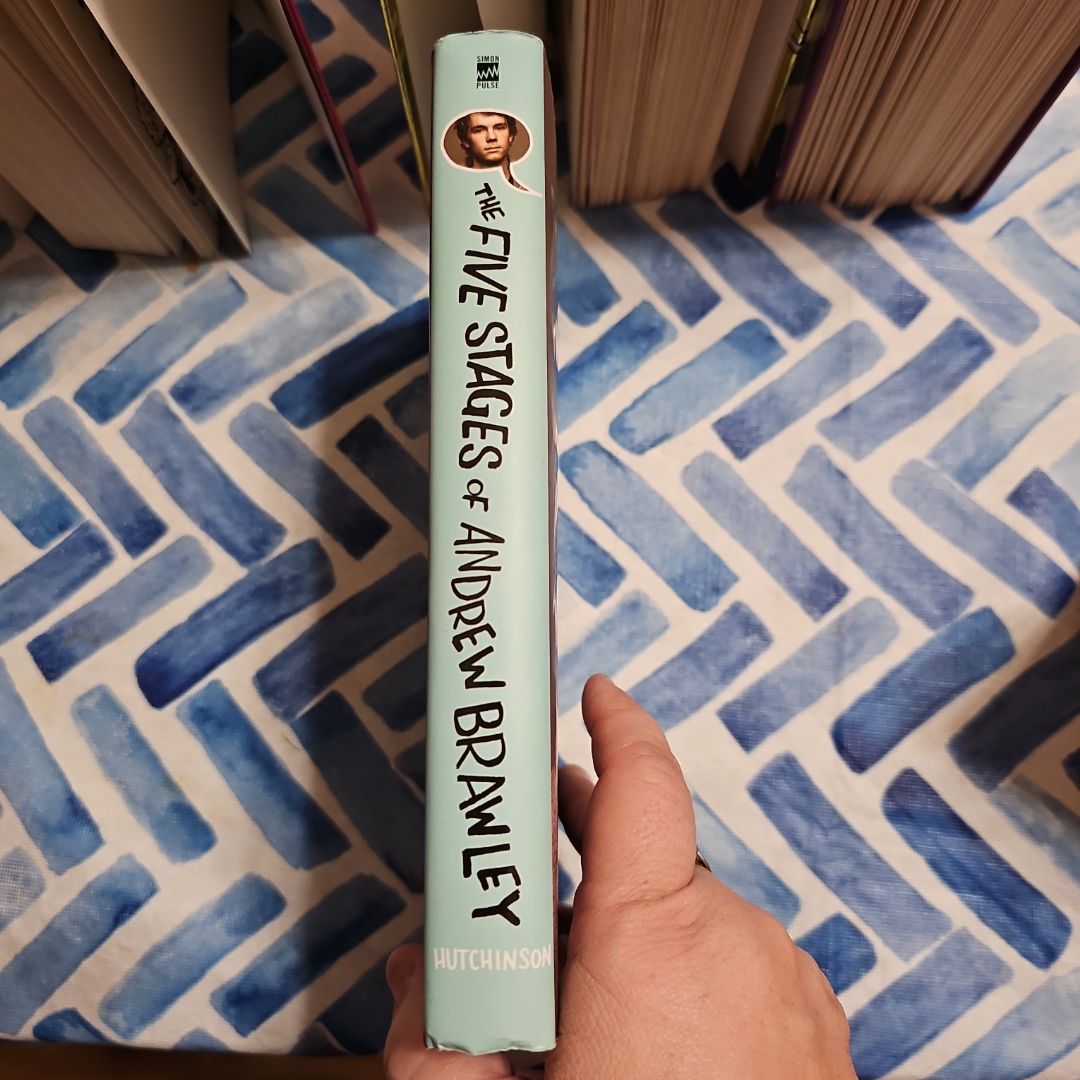 SIMON
PULSE
THE FIVE STAGES OF ANDREW BRAWLEY
HUTCHINSON